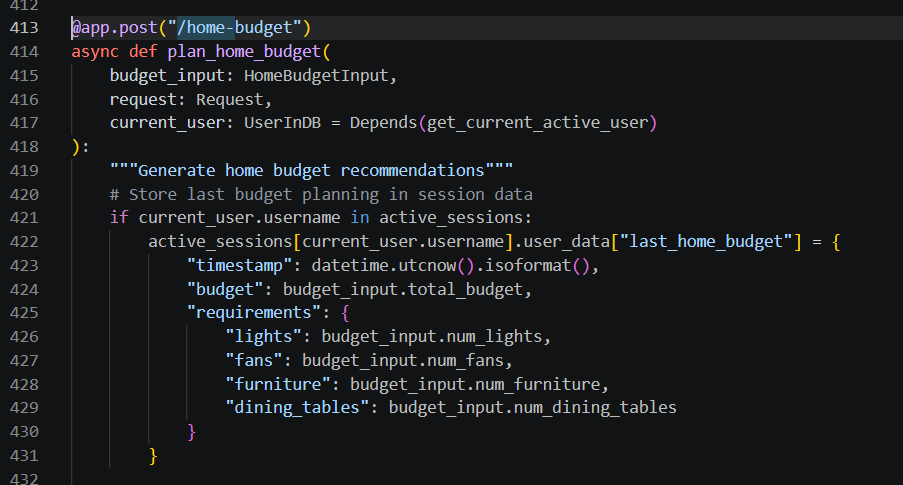 412
413 @app.post("/home-budget")
414 async def plan_home_budget(
415     budget_input: HomeBudgetInput,
416     request: Request,
417     current_user: UserInDB = Depends(get_current_active_user)
418 ):
419     """Generate home budget recommendations"""
420     # Store last budget planning in session data
421     if current_user.username in active_sessions:
422         active_sessions[current_user.username].user_data["last_home_budget"] = {
423             "timestamp": datetime.utcnow().isoformat(),
424             "budget": budget_input.total_budget,
425             "requirements": {
426                 "lights": budget_input.num_lights,
427                 "fans": budget_input.num_fans,
428                 "furniture": budget_input.num_furniture,
429                 "dining_tables": budget_input.num_dining_tables
430             }
431         }
432